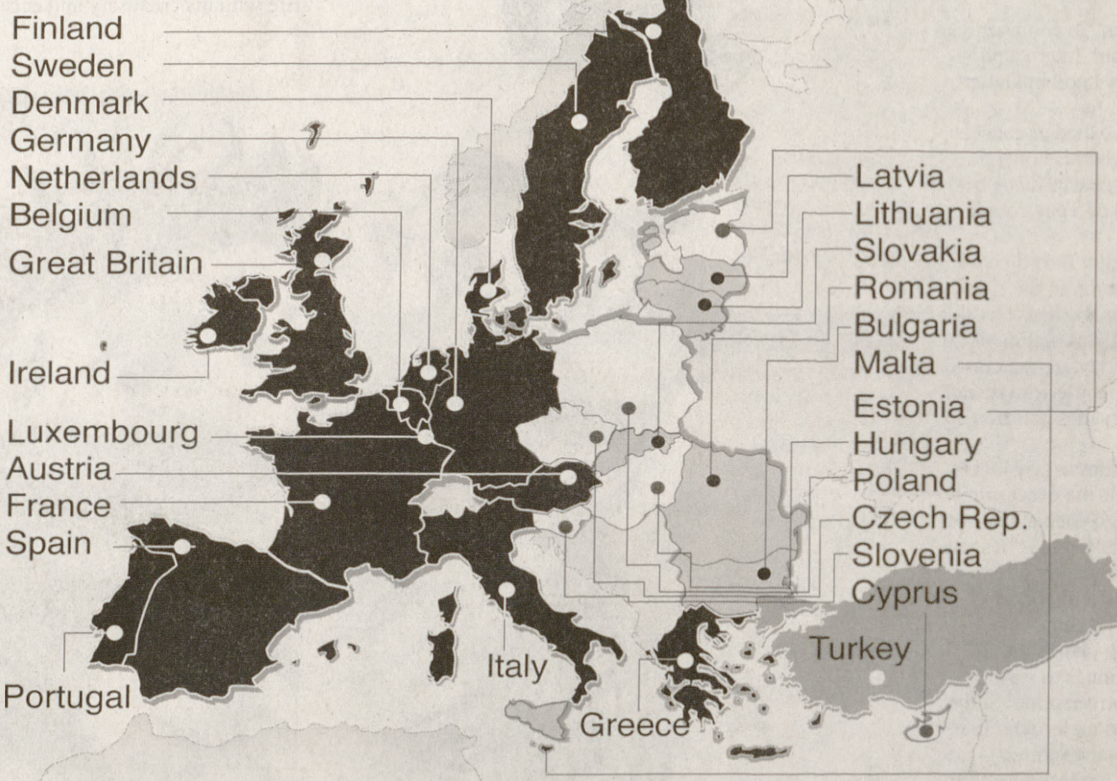 Finland
Sweden
Denmark
Germany
Netherlands
Belgium
Great Britain
Ireland
Luxembourg
Austria
France
Spain
Portugal
Italy
Greece
Latvia
Lithuania
Slovakia
Romania
Bulgaria
Malta
Estonia
Hungary
Poland
Czech Rep.
Slovenia
Cyprus
Turkey